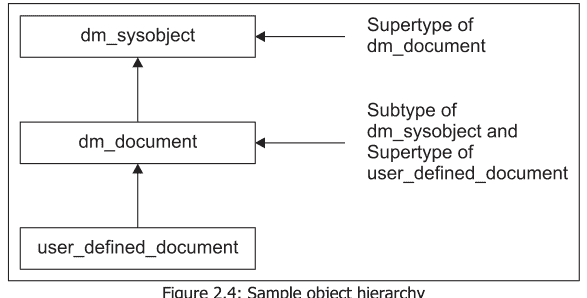 dm_sysobject
Supertype of
dm_document
dm_document
Subtype of
dm_sysobject and
Supertype of
user_defined_document
user_defined_document
Figure 2.4: Sample object hierarchy